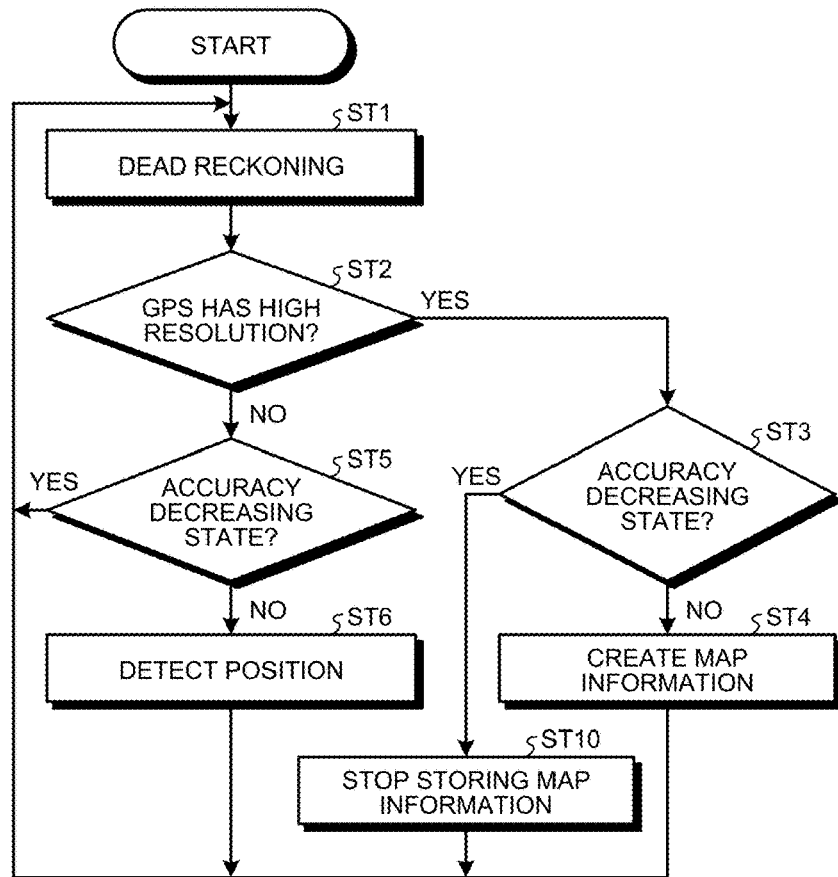 START
ST1
DEAD RECKONING
ST2
GPS HAS HIGH
RESOLUTION?
YES
NO
ST5
YES
ACCURACY
DECREASING
STATE?
NO
ST3
YES
ACCURACY
DECREASING
STATE?
NO
ST6
DETECT POSITION
ST4
CREATE MAP
INFORMATION
ST10
STOP STORING MAP
INFORMATION